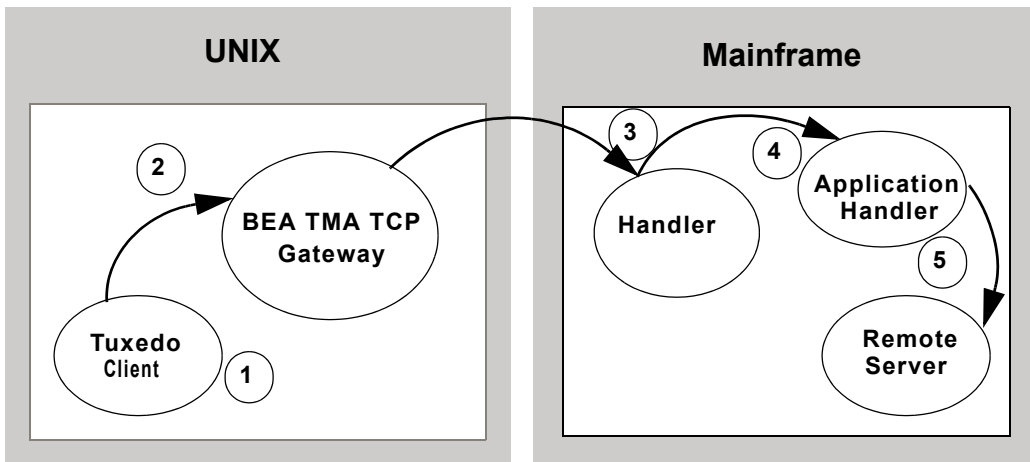 UNIX
2
BEA TMA TCP
Gateway
Tuxedo
Client
1
Mainframe
3
4
Application
Handler
Handler
5
Remote
Server